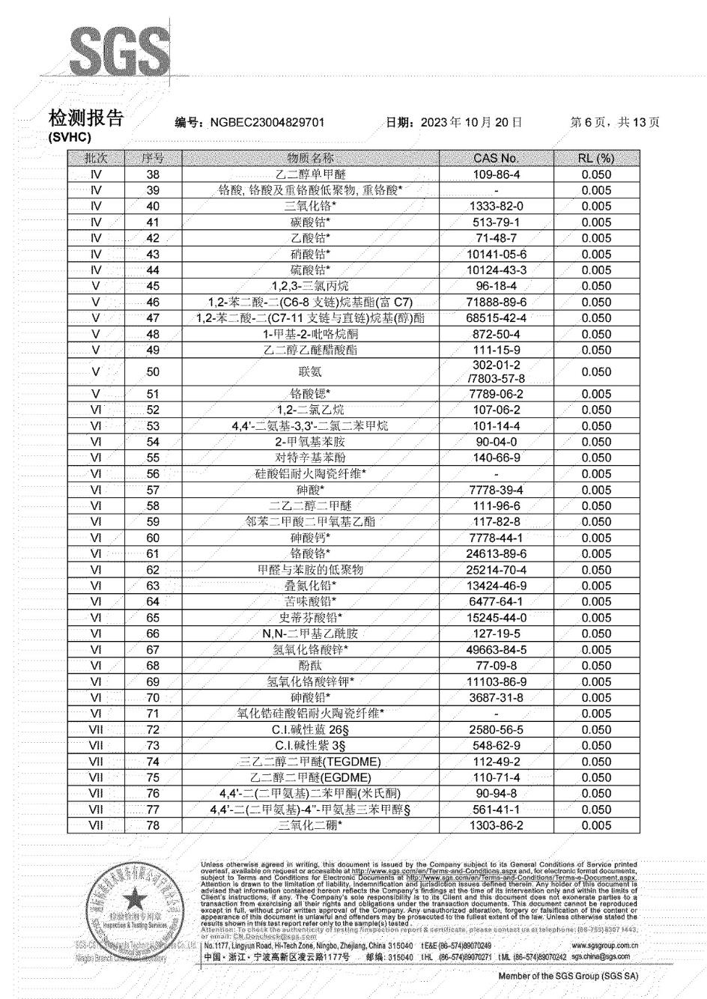 SGS
检测报告
(SVHC)
编号: NGBEC23004829701 日期: 2023 年 10 月 20 日 第 6 页, 共 13 页
批次 序号 物质名称 CAS No. RL (%)
IV 38 乙二醇单甲醚 109-86-4 0.050
IV 39 铬酸, 铬酸及重铬酸低聚物, 重铬酸* - 0.005
IV 40 三氧化铬* 1333-82-0 0.005
IV 41 碳酸钴* 513-79-1 0.005
IV 42 乙酸钴* 71-48-7 0.005
IV 43 硝酸钴* 10141-05-6 0.005
IV 44 硫酸钴* 10124-43-3 0.005
V 45 1,2,3-三氯丙烷 96-18-4 0.050
V 46 1,2-苯二酸-二(C6-8 支链)烷基酯(富 C7) 71888-89-6 0.050
V 47 1,2-苯二酸-二(C7-11 支链与直链)烷基(醇)酯 68515-42-4 0.050
V 48 1-甲基-2-吡咯烷酮 872-50-4 0.050
V 49 乙二醇乙醚醋酸酯 111-15-9 0.050
V 50 联氨 302-01-2
/7803-57-8 0.050
V 51 铬酸锶* 7789-06-2 0.005
VI 52 1,2-二氯乙烷 107-06-2 0.050
VI 53 4,4'-二氨基-3,3'-二氯二苯甲烷 101-14-4 0.050
VI 54 2-甲氧基苯胺 90-04-0 0.050
VI 55 对特辛基苯酚 140-66-9 0.050
VI 56 硅酸铝耐火陶瓷纤维* - 0.005
VI 57 砷酸* 7778-39-4 0.005
VI 58 二乙二醇二甲醚 111-96-6 0.050
VI 59 邻苯二甲酸二甲氧基乙酯 117-82-8 0.050
VI 60 砷酸钙* 7778-44-1 0.005
VI 61 铬酸铬* 24613-89-6 0.005
VI 62 甲醛与苯胺的低聚物 25214-70-4 0.050
VI 63 叠氮化铅* 13424-46-9 0.005
VI 64 苦味酸铅* 6477-64-1 0.005
VI 65 史蒂芬酸铅* 15245-44-0 0.005
VI 66 N,N-二甲基乙酰胺 127-19-5 0.050
VI 67 氢氧化铬酸锌* 49663-84-5 0.005
VI 68 酚酞 77-09-8 0.050
VI 69 氢氧化铬酸锌钾* 11103-86-9 0.005
VI 70 砷酸铅* 3687-31-8 0.005
VI 71 氧化锆硅酸铝耐火陶瓷纤维* - 0.005
VII 72 C.I.碱性蓝 26§ 2580-56-5 0.050
VII 73 C.I.碱性紫 3§ 548-62-9 0.050
VII 74 三乙二醇二甲醚(TEGDME) 112-49-2 0.050
VII 75 乙二醇二甲醚(EGDME) 110-71-4 0.050
VII 76 4,4'-二(二甲氨基)二苯甲酮(米氏酮) 90-94-8 0.050
VII 77 4,4'-二(二甲氨基)-4"-甲氨基三苯甲醇§ 561-41-1 0.050
VII 78 三氧化二硼* 1303-86-2 0.005
Unless otherwise agreed in writing, this document is issued by the Company subject to its General Conditions of Service printed
overleaf, available on request or accessible at http://www.sgs.com/en/Terms-and-Conditions.aspx and, for electronic format documents,
subject to Terms and Conditions for Electronic Documents at http://www.sgs.com/en/Terms-and-Conditions/Terms-e-Document.aspx.
Attention is drawn to the limitation of liability, indemnification and jurisdiction issues defined therein. Any holder of this document is
advised that information contained hereon reflects the Company's findings at the time of its intervention only and within the limits of
Client's instructions, if any. The Company's sole responsibility is to its Client and this document does not exonerate parties to a
transaction from exercising all their rights and obligations under the transaction documents. This document cannot be reproduced
except in full, without prior written approval of the Company. Any unauthorized alteration, forgery or falsification of the content or
appearance of this document is unlawful and offenders may be prosecuted to the fullest extent of the law. Unless otherwise stated the
results shown in this test report refer only to the sample(s) tested .
Attention: To check the authenticity of testing /inspection report & certificate, please contact us at telephone: (86-755) 8307 1443,
or email: CN.Doccheck@sgs.com
检验检测专用章
Inspection & Testing Services
No.1177, Lingyun Road, Hi-Tech Zone, Ningbo, Zhejiang, China 315040 t E&E (86-574)89070249 www.sgsgroup.com.cn
中国 · 浙江 · 宁波高新区凌云路1177号 邮编: 315040 t HL (86-574)89070271 t ML (86-574)89070242 sgs.china@sgs.com
Member of the SGS Group (SGS SA)